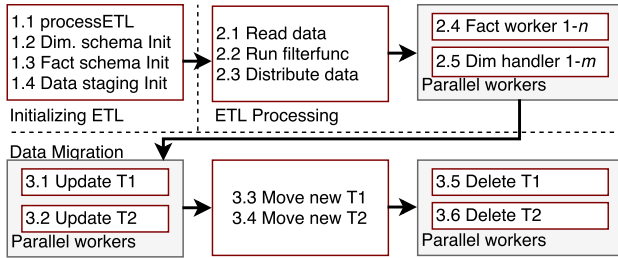 1.1 processETL
1.2 Dim. schema Init
1.3 Fact schema Init
1.4 Data staging Init
Initializing ETL
2.1 Read data
2.2 Run filterfunc
2.3 Distribute data
ETL Processing
2.4 Fact worker 1-n
2.5 Dim handler 1-m
Parallel workers
Data Migration
3.1 Update T1
3.2 Update T2
Parallel workers
3.3 Move new T1
3.4 Move new T2
3.5 Delete T1
3.6 Delete T2
Parallel workers